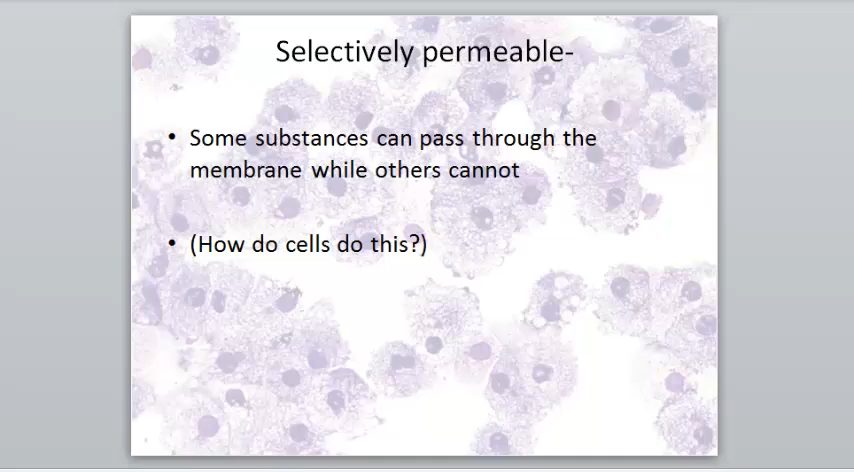 Selectively permeable-
• Some substances can pass through the
membrane while others cannot
• (How do cells do this?)